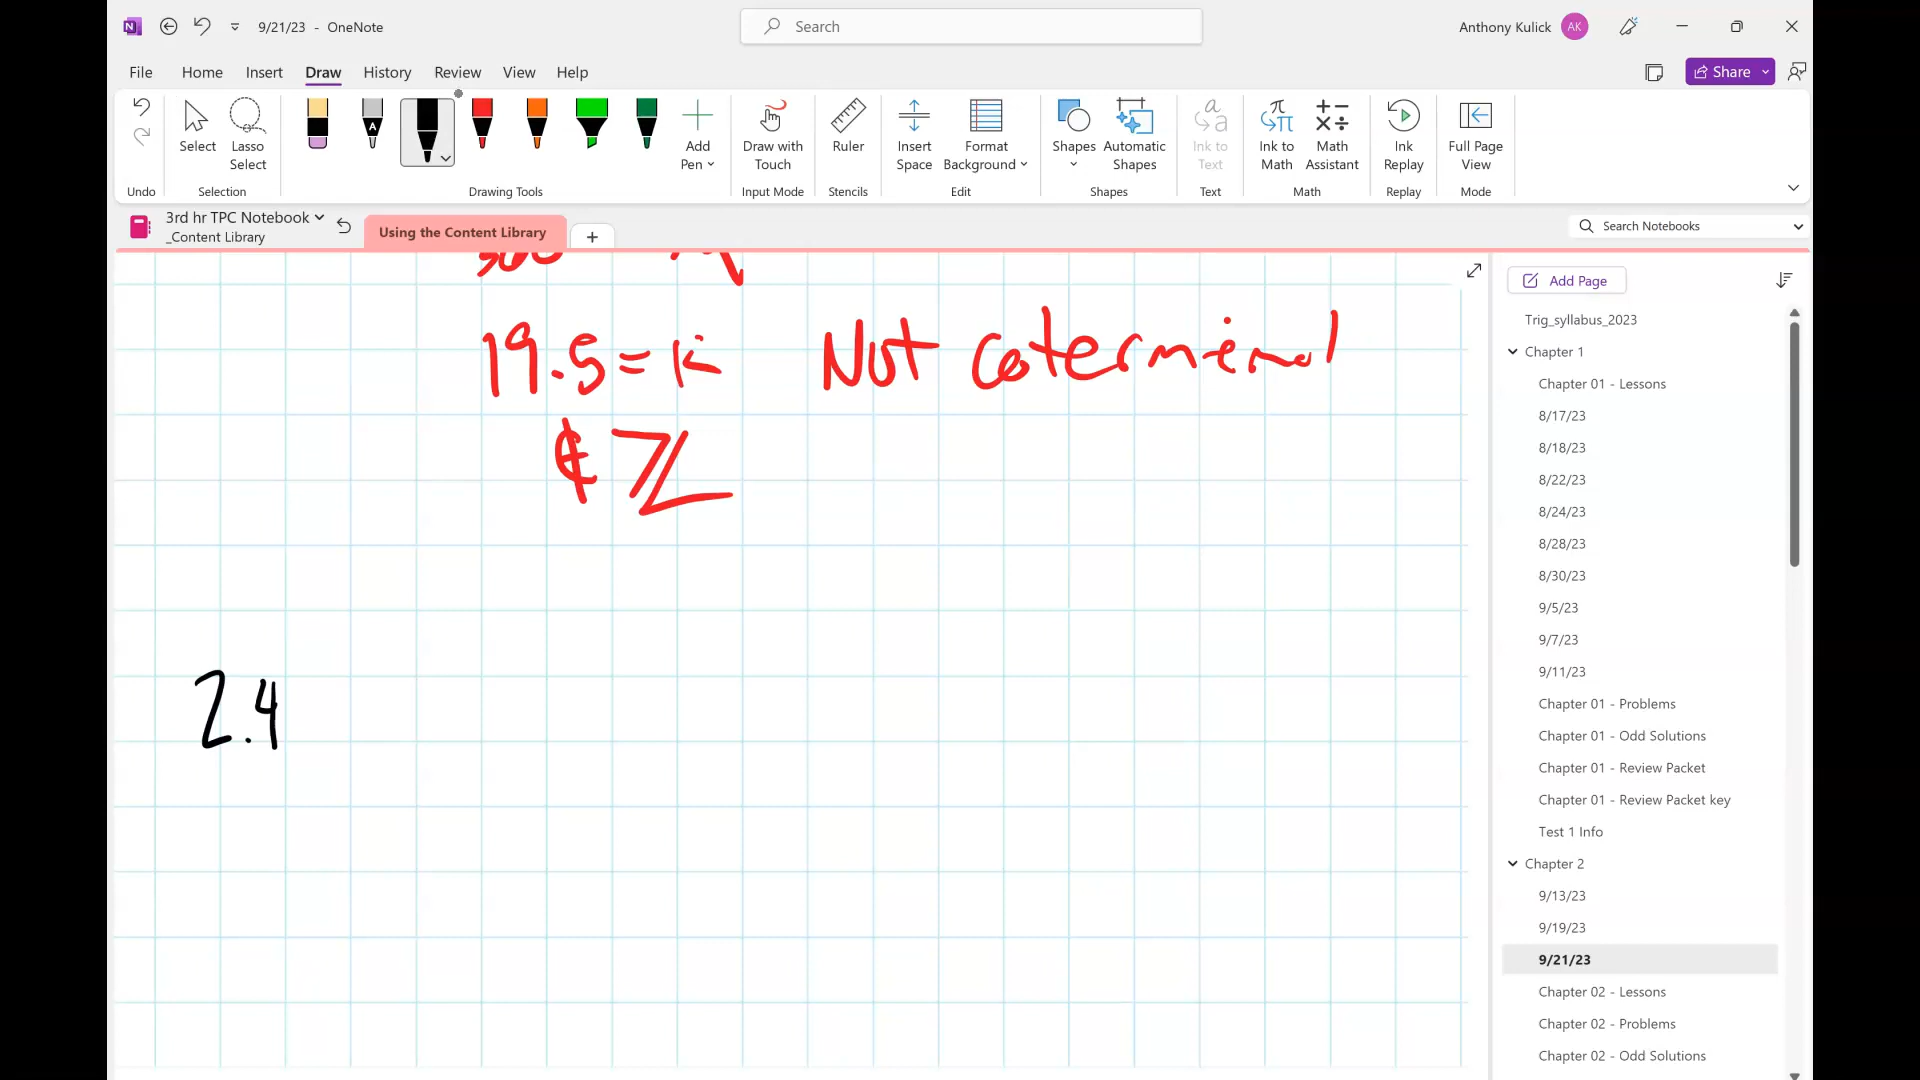 9/21/23 - OneNote
Search
Anthony Kulick
AK
File Home Insert Draw History Review View Help
Share
Undo
Select
Lasso Select
Selection
A
Drawing Tools
Add Pen
Draw with Touch
Input Mode
Ruler
Stencils
Insert Space
Format Background
Edit
Shapes
Automatic Shapes
Shapes
Ink to Text
Text
Ink to Math
Math Assistant
Math
Ink Replay
Replay
Full Page View
Mode
3rd hr TPC Notebook
_Content Library
Using the Content Library
Search Notebooks
19.5 = k Not coterminal
∉ ℤ
2.4
Add Page
Trig_syllabus_2023
Chapter 1
Chapter 01 - Lessons
8/17/23
8/18/23
8/22/23
8/24/23
8/28/23
8/30/23
9/5/23
9/7/23
9/11/23
Chapter 01 - Problems
Chapter 01 - Odd Solutions
Chapter 01 - Review Packet
Chapter 01 - Review Packet key
Test 1 Info
Chapter 2
9/13/23
9/19/23
9/21/23
Chapter 02 - Lessons
Chapter 02 - Problems
Chapter 02 - Odd Solutions